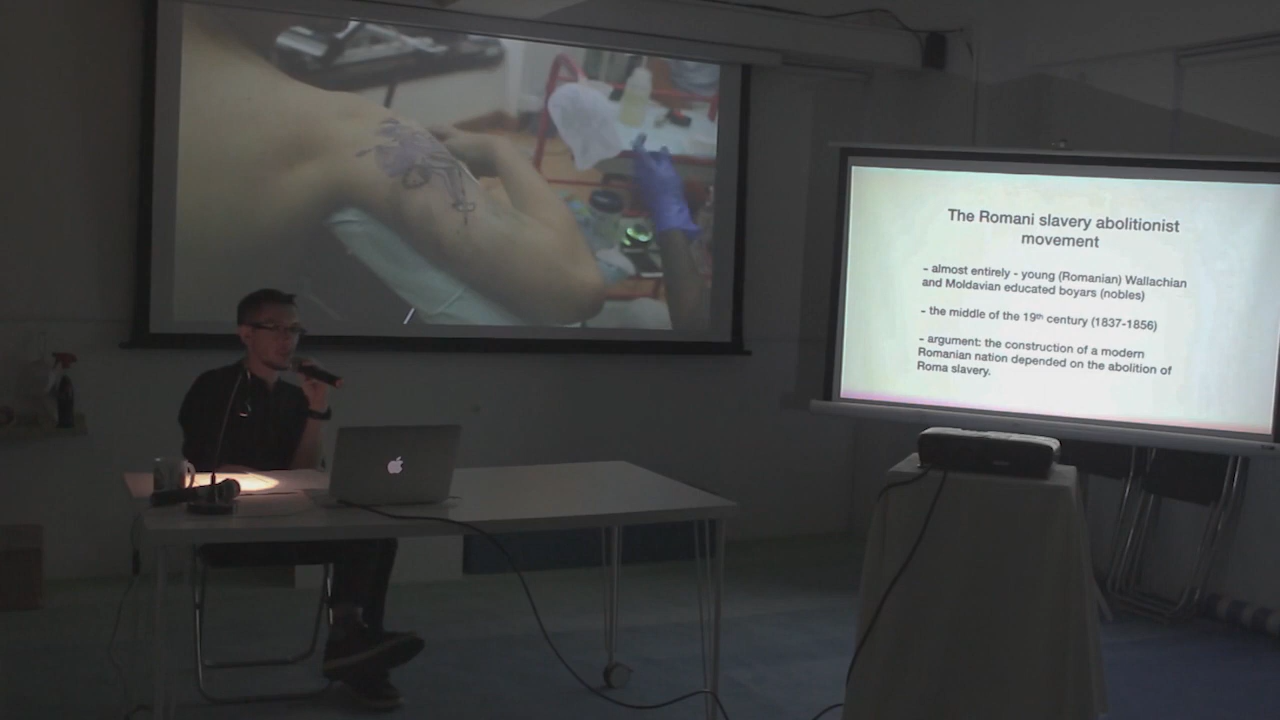 The Romani slavery abolitionist
movement
- almost entirely - young (Romanian) Wallachian
and Moldavian educated boyars (nobles)
- the middle of the 19th century (1837-1856)
- argument: the construction of a modern
Romanian nation depended on the abolition of
Roma slavery.